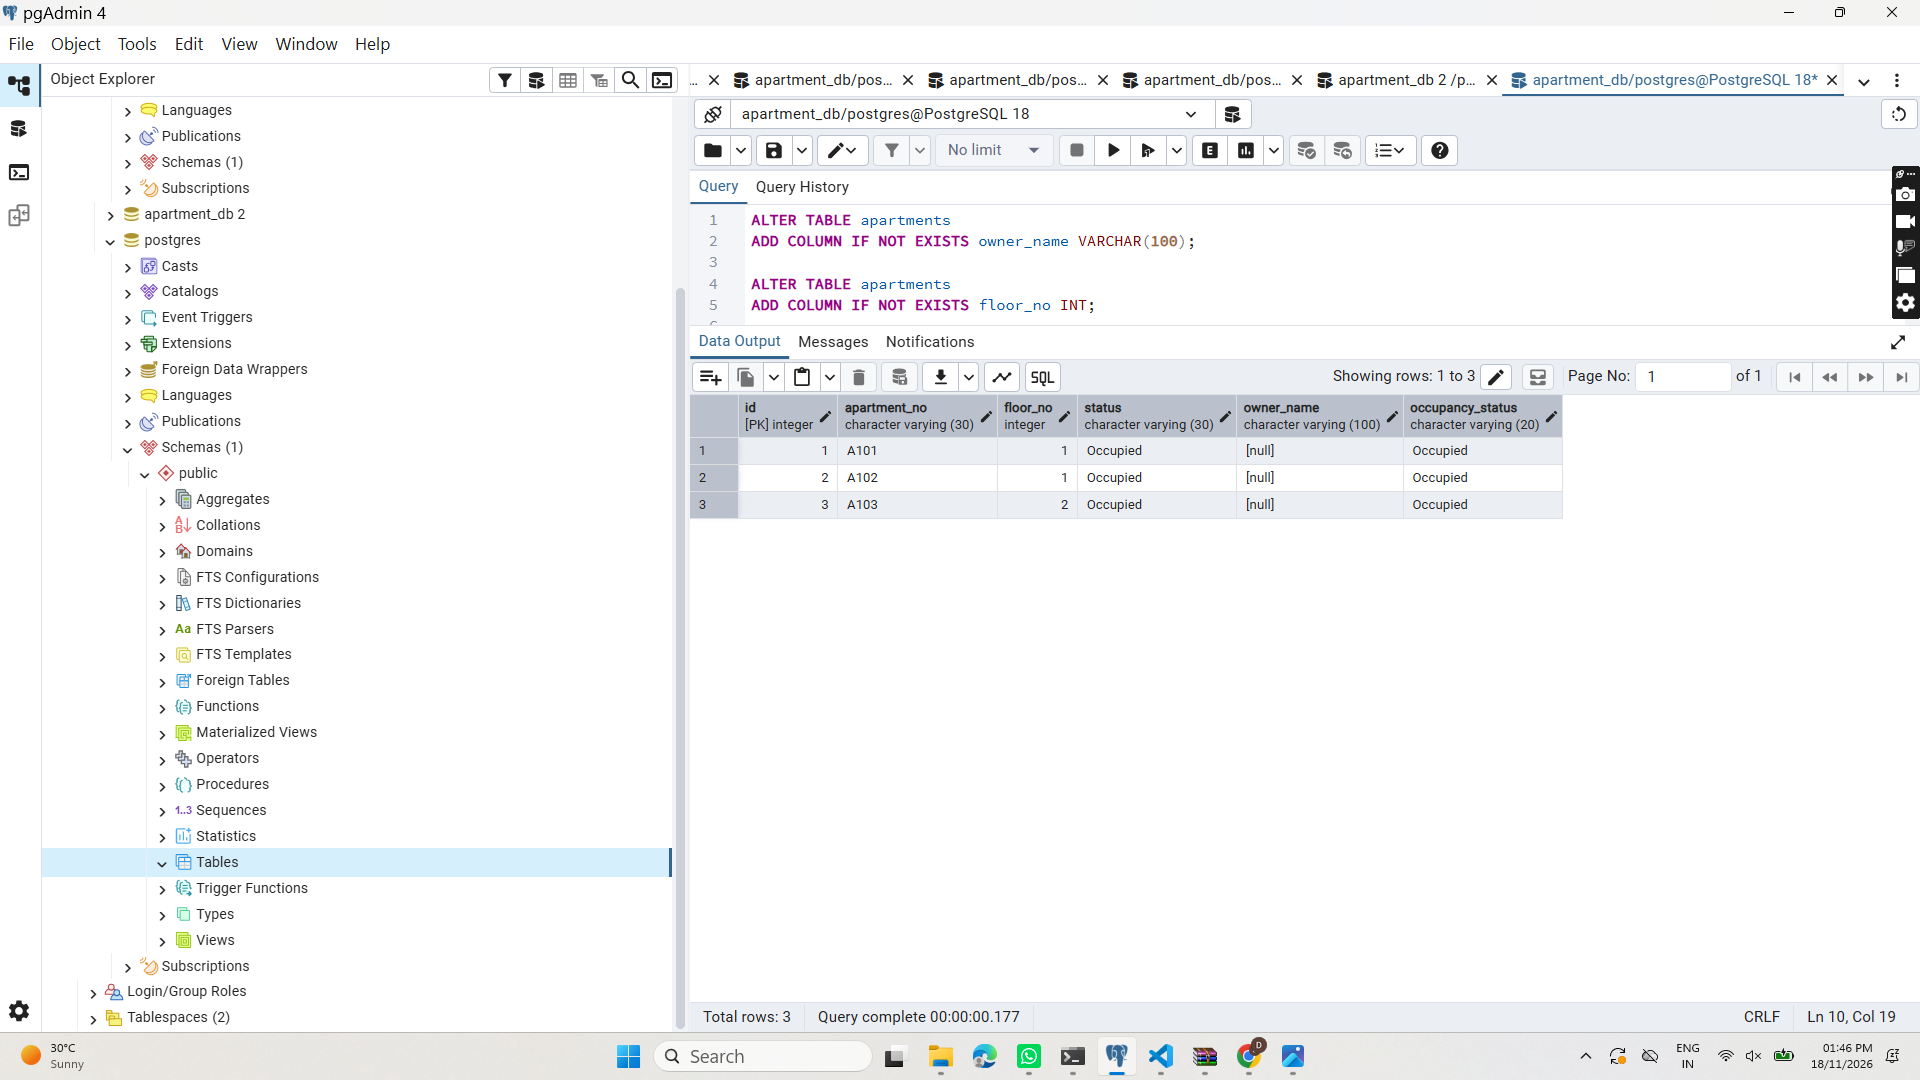 pgAdmin 4
File Object Tools Edit View Window Help
Object Explorer
Languages
Publications
Schemas (1)
Subscriptions
apartment_db 2
postgres
Casts
Catalogs
Event Triggers
Extensions
Foreign Data Wrappers
Languages
Publications
Schemas (1)
public
Aggregates
Collations
Domains
FTS Configurations
FTS Dictionaries
Aa FTS Parsers
FTS Templates
Foreign Tables
Functions
Materialized Views
Operators
Procedures
1..3 Sequences
Statistics
Tables
Trigger Functions
Types
Views
Subscriptions
Login/Group Roles
Tablespaces (2)
... apartment_db/pos... apartment_db/pos... apartment_db/pos... apartment_db 2 /p... apartment_db/postgres@PostgreSQL 18*
apartment_db/postgres@PostgreSQL 18
No limit E
Query Query History
1 ALTER TABLE apartments
2 ADD COLUMN IF NOT EXISTS owner_name VARCHAR(100);
3
4 ALTER TABLE apartments
5 ADD COLUMN IF NOT EXISTS floor_no INT;
Data Output Messages Notifications
SQL Showing rows: 1 to 3 Page No: 1 of 1
id apartment_no floor_no status owner_name occupancy_status
[PK] integer character varying (30) integer character varying (30) character varying (100) character varying (20)
1 1 A101 1 Occupied [null] Occupied
2 2 A102 1 Occupied [null] Occupied
3 3 A103 2 Occupied [null] Occupied
Total rows: 3 Query complete 00:00:00.177 CRLF Ln 10, Col 19
30°C
Sunny
Search
D
ENG
IN
01:46 PM
18/11/2026